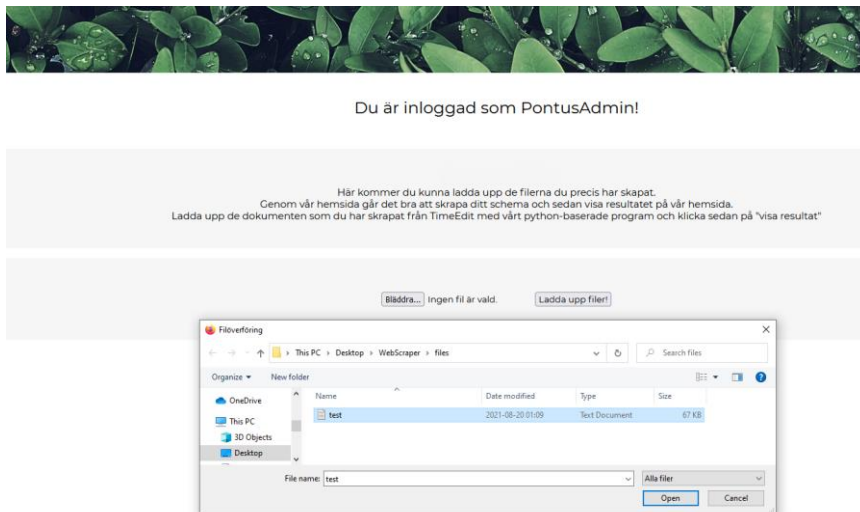 Du är inloggad som PontusAdmin!
Här kommer du kunna ladda upp de filerna du precis har skapat.
Genom vår hemsida går det bra att skrapa ditt schema och sedan visa resultatet på vår hemsida.
Ladda upp de dokumenten som du har skrapat från TimeEdit med vårt python-baserade program och klicka sedan på "visa resultat"
Bläddra... Ingen fil är vald. Ladda upp filer!
Filöverföring
This PC > Desktop > WebScraper > files Search files
Organize New folder
Name Date modified Type Size
OneDrive
test 2021-08-20 01:09 Text Document 67 KB
This PC
3D Objects
Desktop
File name: test Alla filer
Open Cancel